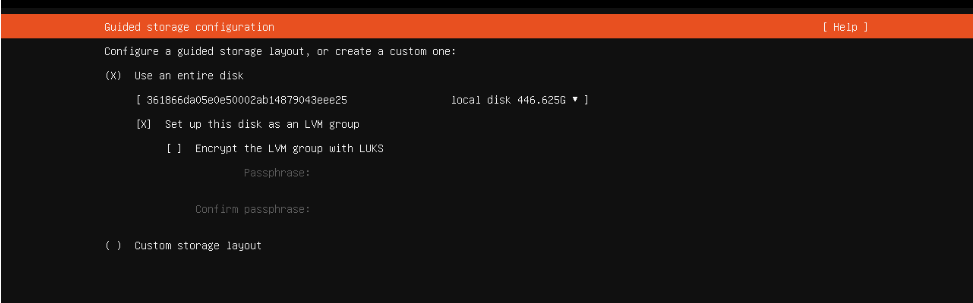 Guided storage configuration [ Help ]
Configure a guided storage layout, or create a custom one:
(X) Use an entire disk
[ 361866da05e0e50002ab14879043eee25 local disk 446.625G ▼ ]
[X] Set up this disk as an LVM group
[ ] Encrypt the LVM group with LUKS
Passphrase:
Confirm passphrase:
( ) Custom storage layout